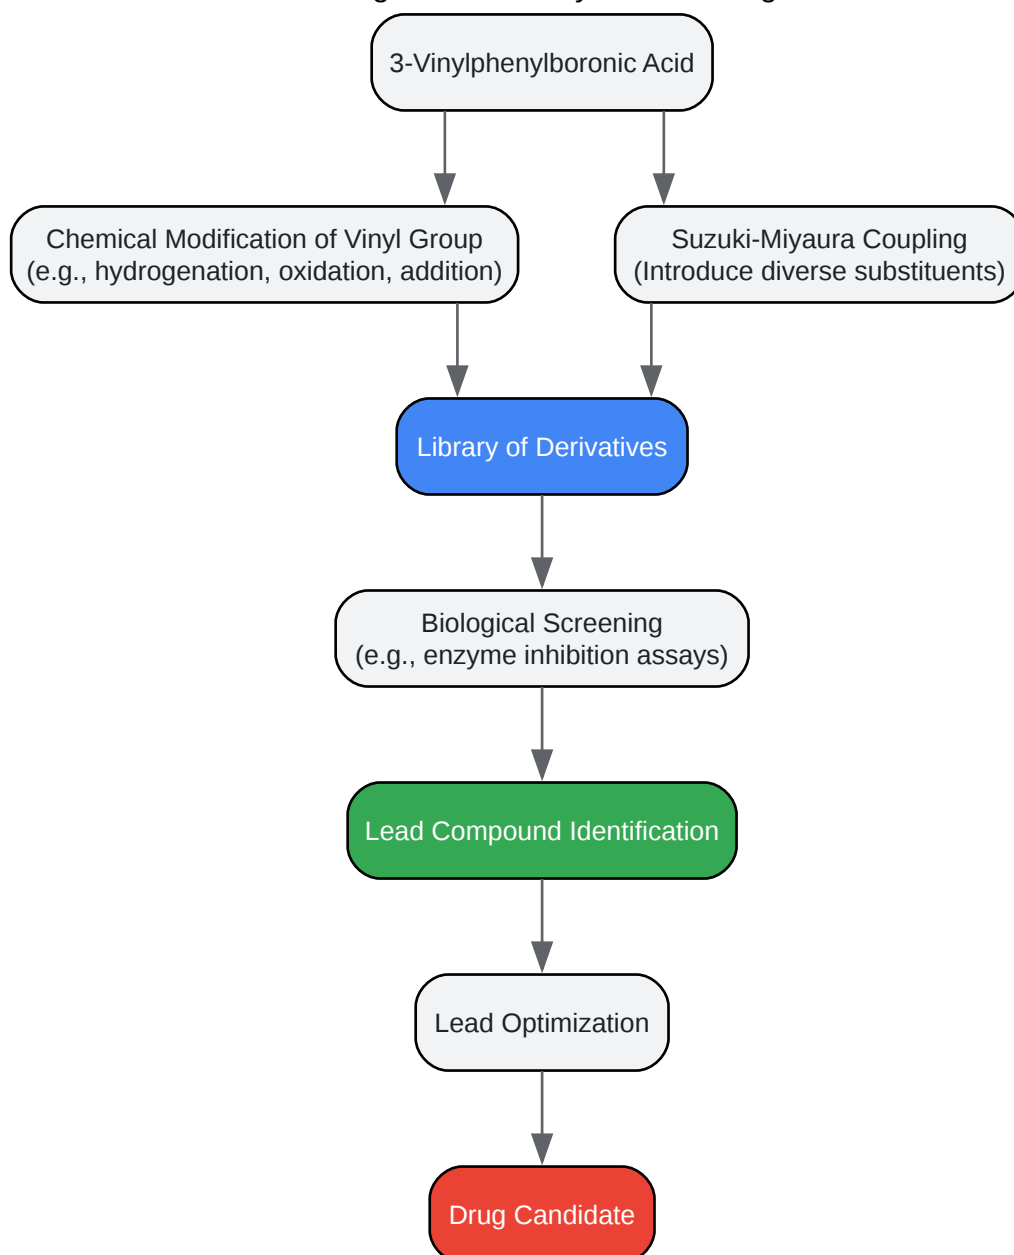 3-Vinylphenylboronic Acid
Chemical Modification of Vinyl Group
(e.g., hydrogenation, oxidation, addition)
Suzuki-Miyaura Coupling
(Introduce diverse substituents)
Library of Derivatives
Biological Screening
(e.g., enzyme inhibition assays)
Lead Compound Identification
Lead Optimization
Drug Candidate